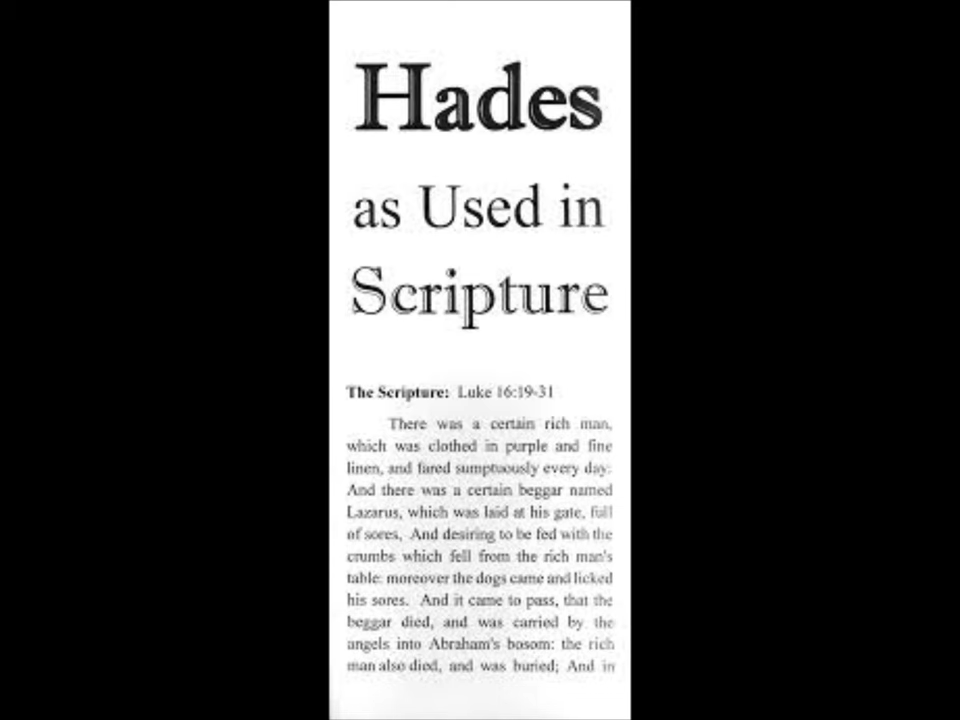 Hades
as Used in
Scripture
The Scripture: Luke 16:19-31
There was a certain rich man,
which was clothed in purple and fine
linen, and fared sumptuously every day:
And there was a certain beggar named
Lazarus, which was laid at his gate, full
of sores, And desiring to be fed with the
crumbs which fell from the rich man's
table: moreover the dogs came and licked
his sores. And it came to pass, that the
beggar died, and was carried by the
angels into Abraham's bosom: the rich
man also died, and was buried; And in